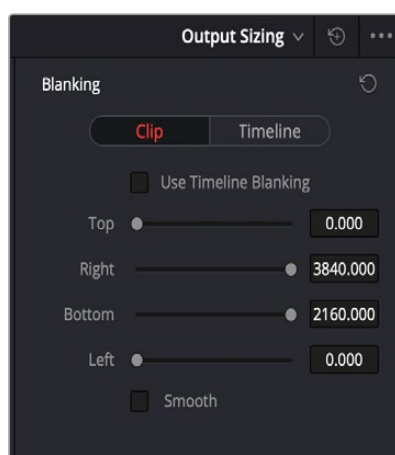 Output Sizing
Blanking
Clip Timeline
Use Timeline Blanking
Top 0.000
Right 3840.000
Bottom 2160.000
Left 0.000
Smooth